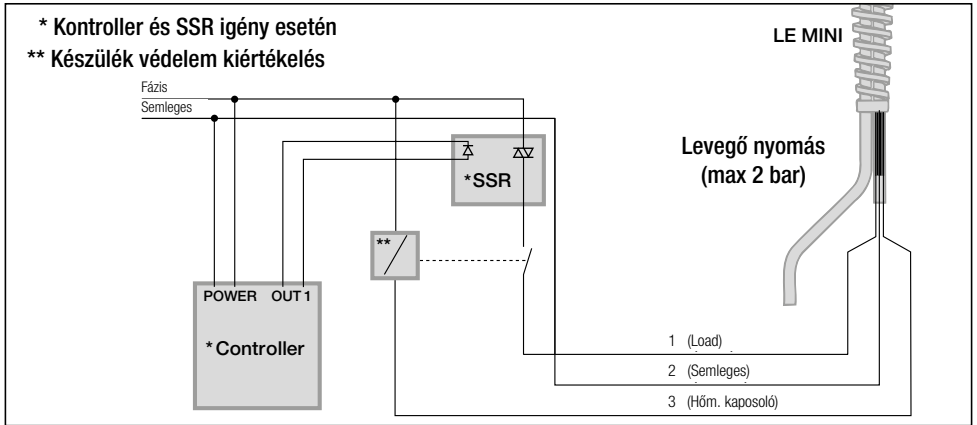 * Kontroller és SSR igény esetén
** Készülék védelem kiértékelés
LE MINI
Fázis
Semleges
Levegő nyomás
(max 2 bar)
*SSR
**
POWER OUT 1
*Controller
1 (Load)
2 (Semleges)
3 (Hőm. kaposoló)